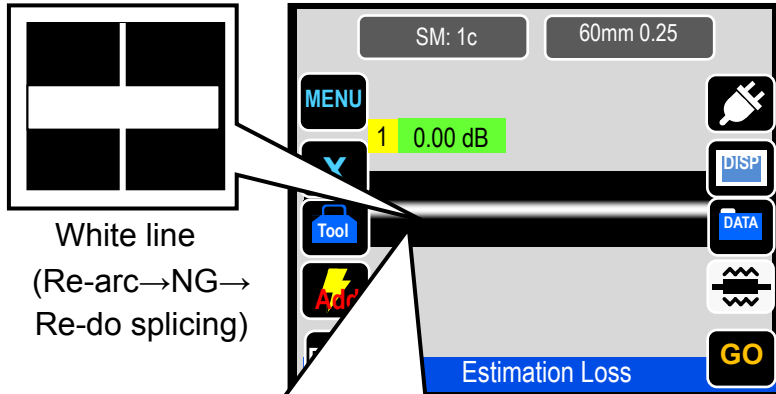 SM: 1c
60mm 0.25
MENU
1 0.00 dB
X
DISP
Tool
DATA
White line
(Re-arc→NG→
Re-do splicing)
Add
GO
Estimation Loss